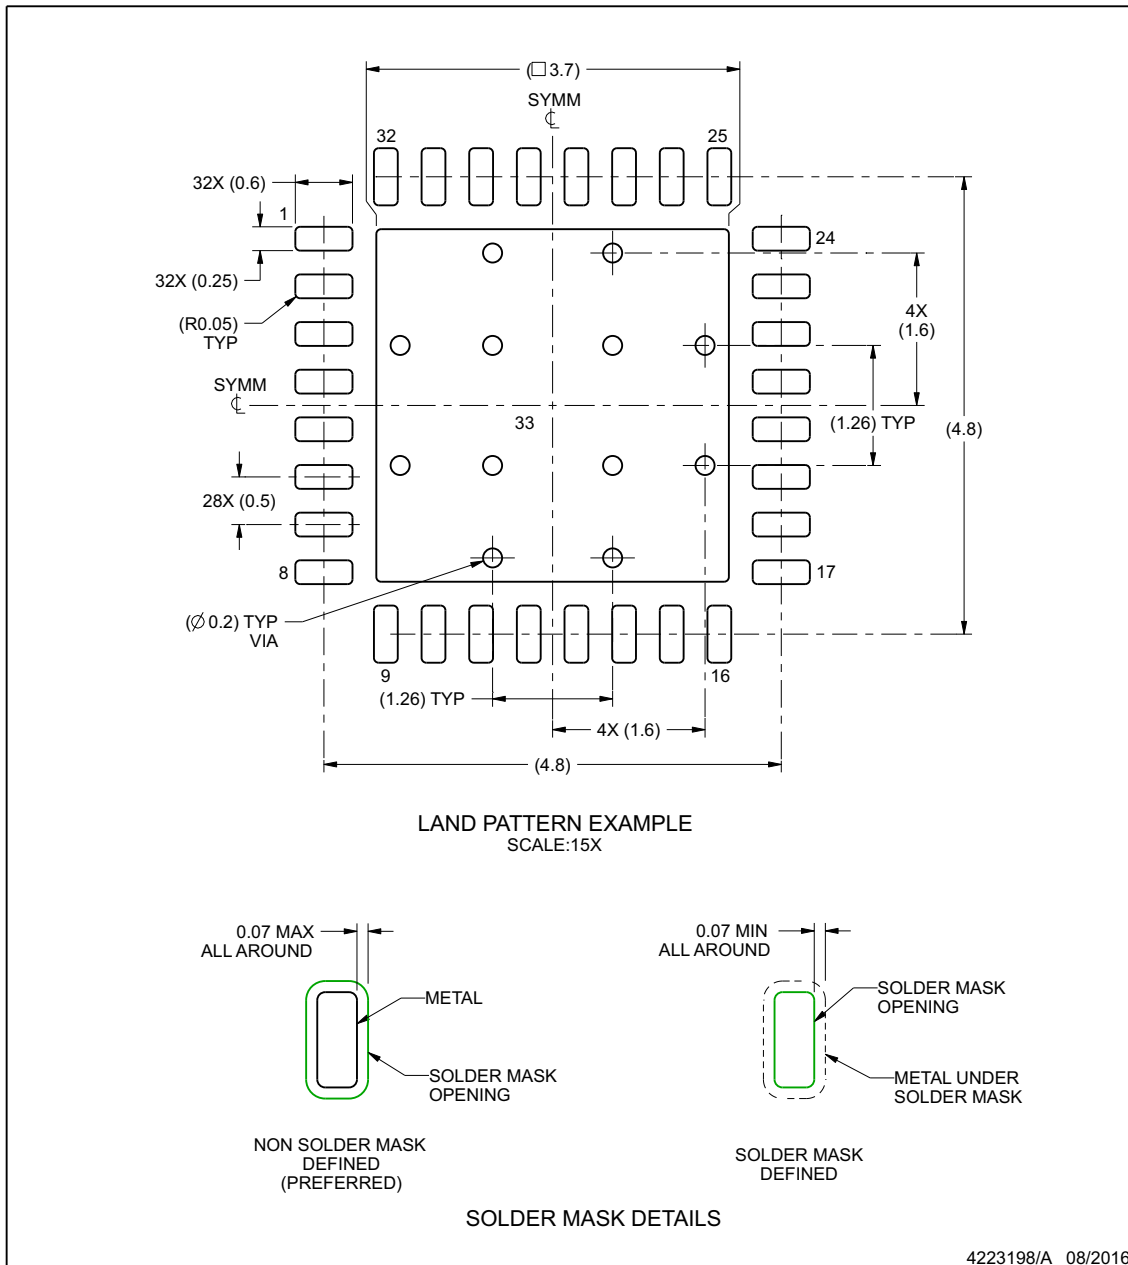 (□ 3.7)
SYMM
℄
32
25
32X (0.6)
1
24
32X (0.25)
4X
(1.6)
(R0.05)
TYP
SYMM
℄
33
(1.26) TYP
(4.8)
28X (0.5)
8
17
(∅ 0.2) TYP
VIA
9
16
(1.26) TYP
4X (1.6)
(4.8)
LAND PATTERN EXAMPLE
SCALE:15X
0.07 MAX
ALL AROUND
METAL
SOLDER MASK
OPENING
NON SOLDER MASK
DEFINED
(PREFERRED)
0.07 MIN
ALL AROUND
SOLDER MASK
OPENING
METAL UNDER
SOLDER MASK
SOLDER MASK
DEFINED
SOLDER MASK DETAILS
4223198/A 08/2016